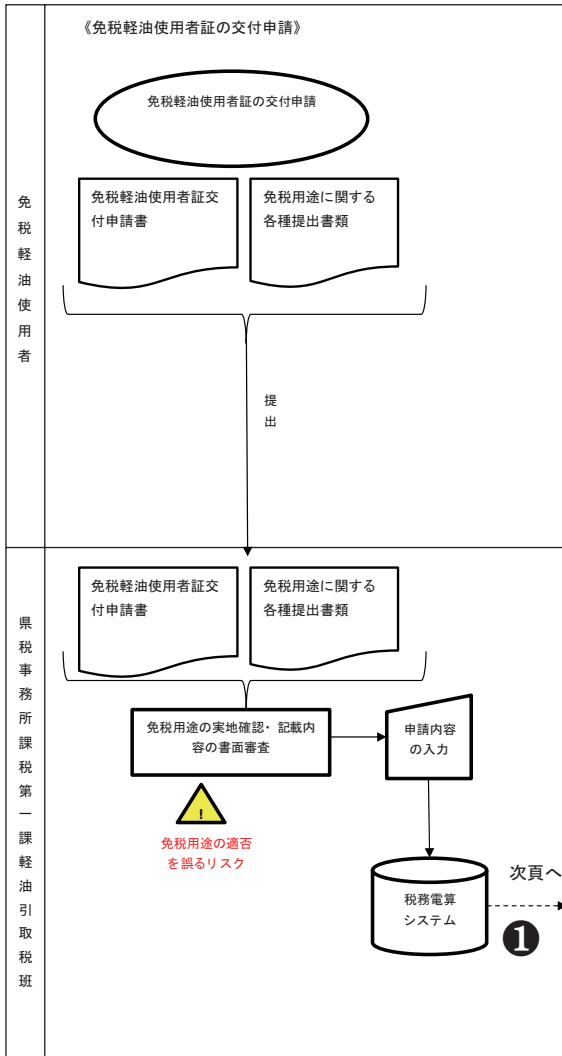 《免税軽油使用者証の交付申請》
免税軽油使用者証の交付申請
免税軽油使用者証交
付申請書
免税用途に関する
各種提出書類
免税軽油使用者
提出
免税軽油使用者証交
付申請書
免税用途に関する
各種提出書類
県税事務所課税第一課軽油引取税班
免税用途の実地確認・記載内
容の書面審査
申請内容
の入力
!
免税用途の適否
を誤るリスク
税務電算
システム
次頁へ
❶